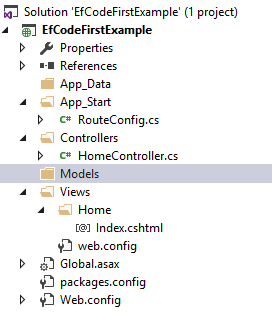 Solution 'EfCodeFirstExample' (1 project)
EfCodeFirstExample
Properties
References
App_Data
App_Start
C# RouteConfig.cs
Controllers
C# HomeController.cs
Models
Views
Home
[@] Index.cshtml
web.config
Global.asax
packages.config
Web.config